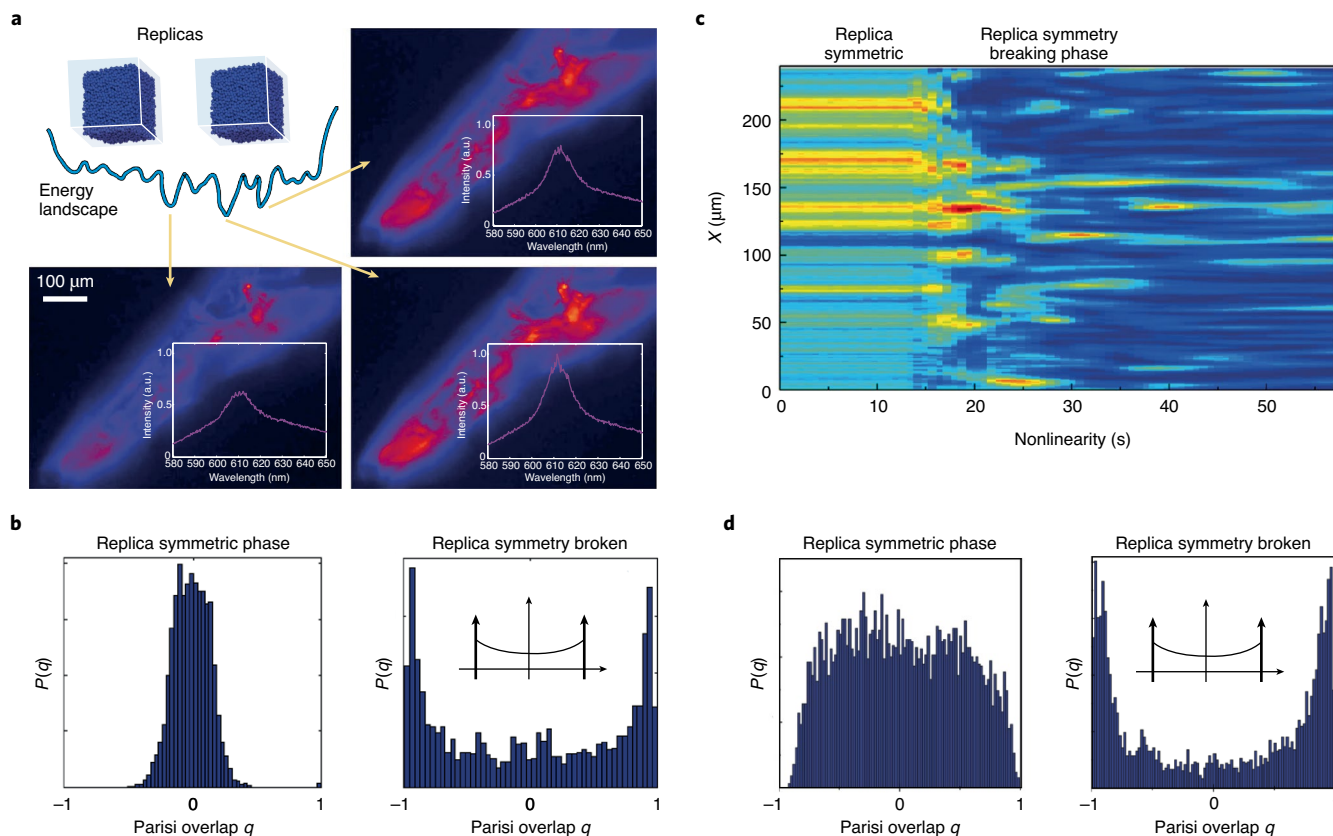 a
Replicas
Energy
landscape
100 μm
Intensity (a.u.)
1.0
0.5
0
580 590 600 610 620 630 640 650
Wavelength (nm)
Intensity (a.u.)
1.0
0.5
0
580 590 600 610 620 630 640 650
Wavelength (nm)
Intensity (a.u.)
1.0
0.5
0
580 590 600 610 620 630 640 650
Wavelength (nm)
b
Replica symmetric phase
P(q)
–1 0 1
Parisi overlap q
Replica symmetry broken
P(q)
–1 0 1
Parisi overlap q
c
Replica
symmetric
Replica symmetry
breaking phase
X (μm)
200
150
100
50
0
0 10 20 30 40 50
Nonlinearity (s)
d
Replica symmetric phase
P(q)
–1 0 1
Parisi overlap q
Replica symmetry broken
P(q)
–1 0 1
Parisi overlap q